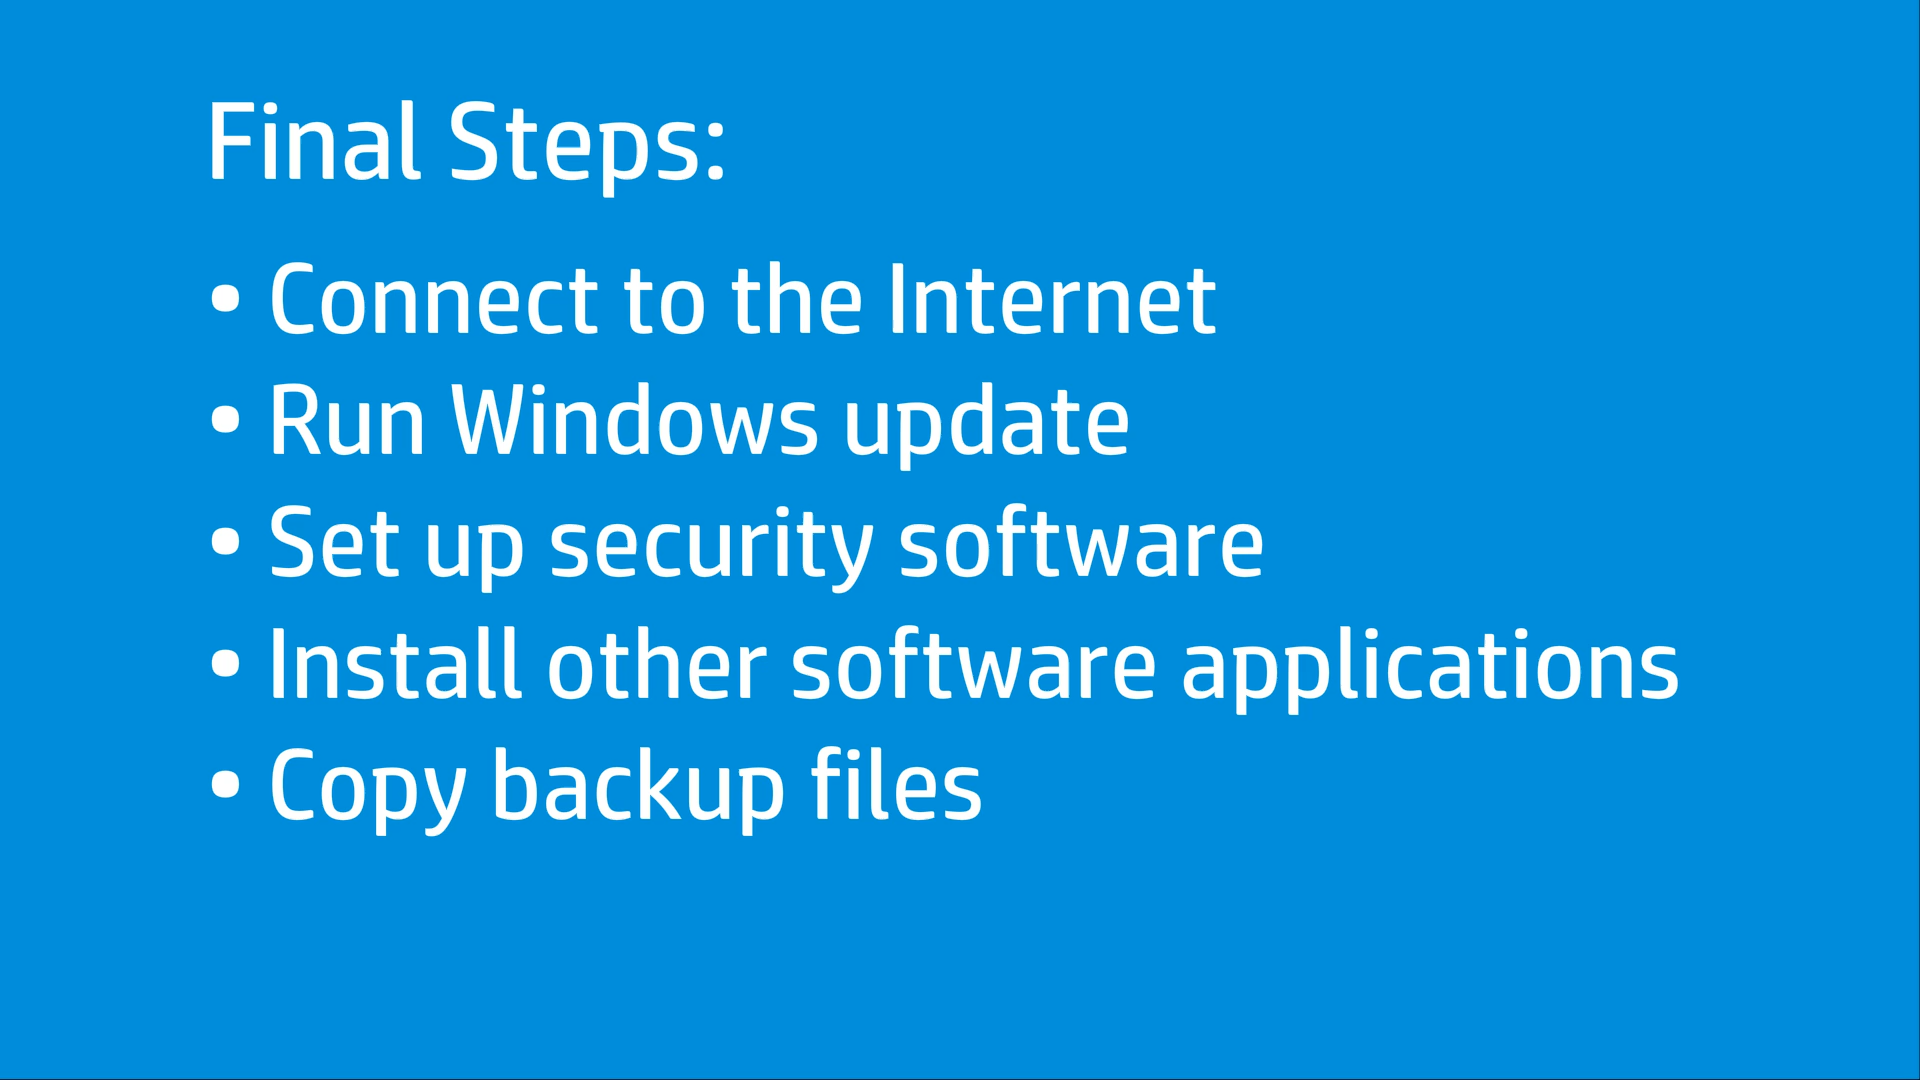 Final Steps:
• Connect to the Internet
• Run Windows update
• Set up security software
• Install other software applications
• Copy backup files